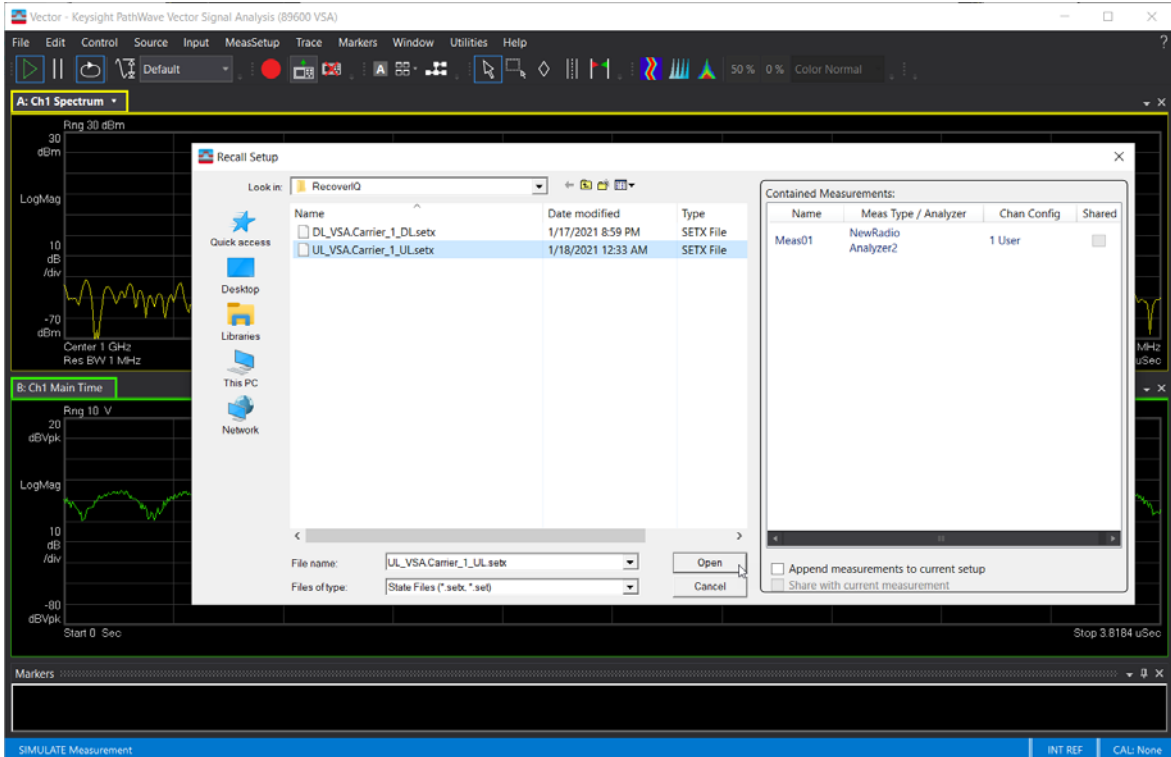 Vector - Keysight PathWave Vector Signal Analysis (89600 VSA)
File Edit Control Source Input MeasSetup Trace Markers Window Utilities Help
?
Default
A
50 % 0 % Color Normal
A: Ch1 Spectrum
Rng 30 dBm
30
dBm
LogMag
10
dB
/div
-70
dBm
Center 1 GHz
Res BW 1 MHz
MHz
uSec
Recall Setup
Look in: RecoverIQ
Quick access
Desktop
Libraries
This PC
Network
Name Date modified Type
DL_VSA.Carrier_1_DL.setx 1/17/2021 8:59 PM SETX File
UL_VSA.Carrier_1_UL.setx 1/18/2021 12:33 AM SETX File
File name: UL_VSA.Carrier_1_UL.setx Open
Files of type: State Files (*.setx, *.set) Cancel
Contained Measurements:
Name Meas Type / Analyzer Chan Config Shared
Meas01 NewRadio 1 User
Analyzer2
Append measurements to current setup
Share with current measurement
B: Ch1 Main Time
Rng 10 V
20
dBVpk
LogMag
10
dB
/div
-80
dBVpk
Start 0 Sec Stop 3.8184 uSec
Markers
SIMULATE Measurement INT REF CAL: None